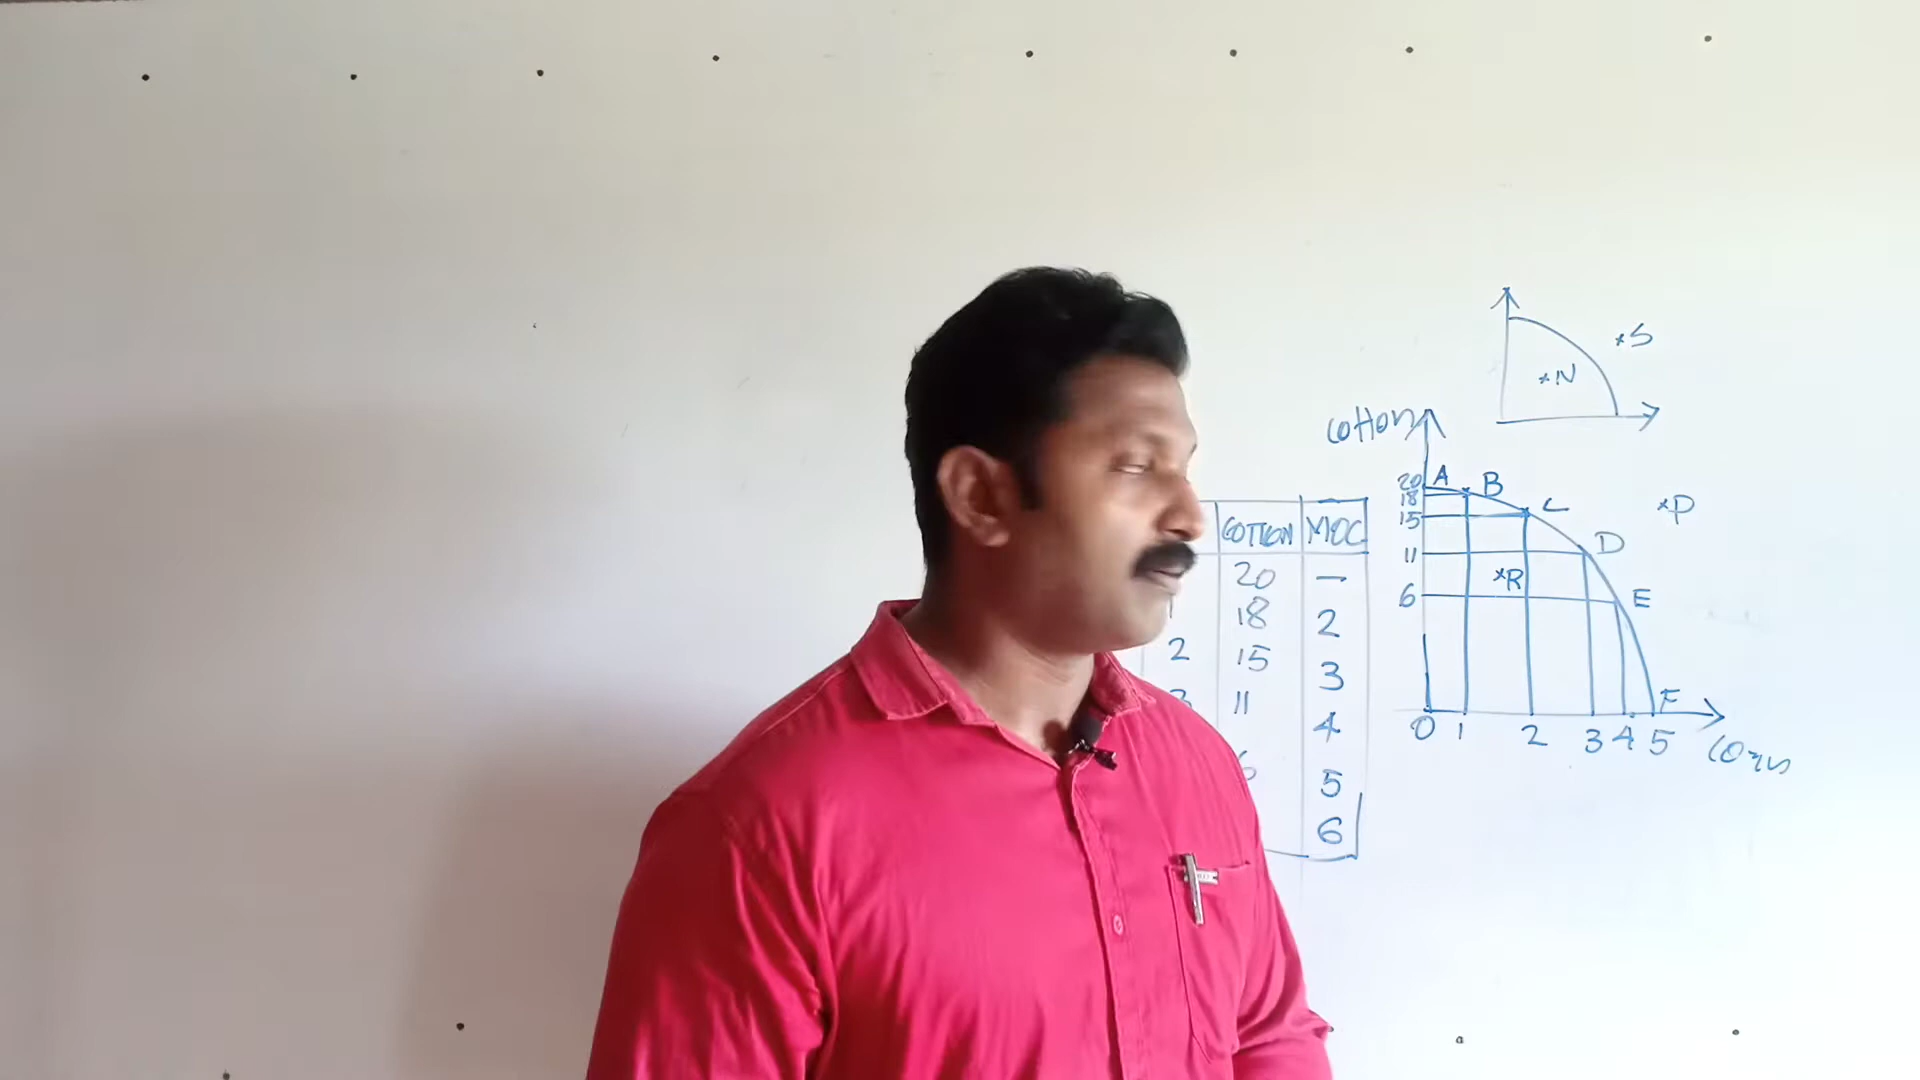 S
N
cotton
20 A B
18
15 C
P
11 D
R
6 E
F
0 1 2 3 4 5 Corn
COTTON MOC
20 —
18 2
2 15 3
11 4
5
6